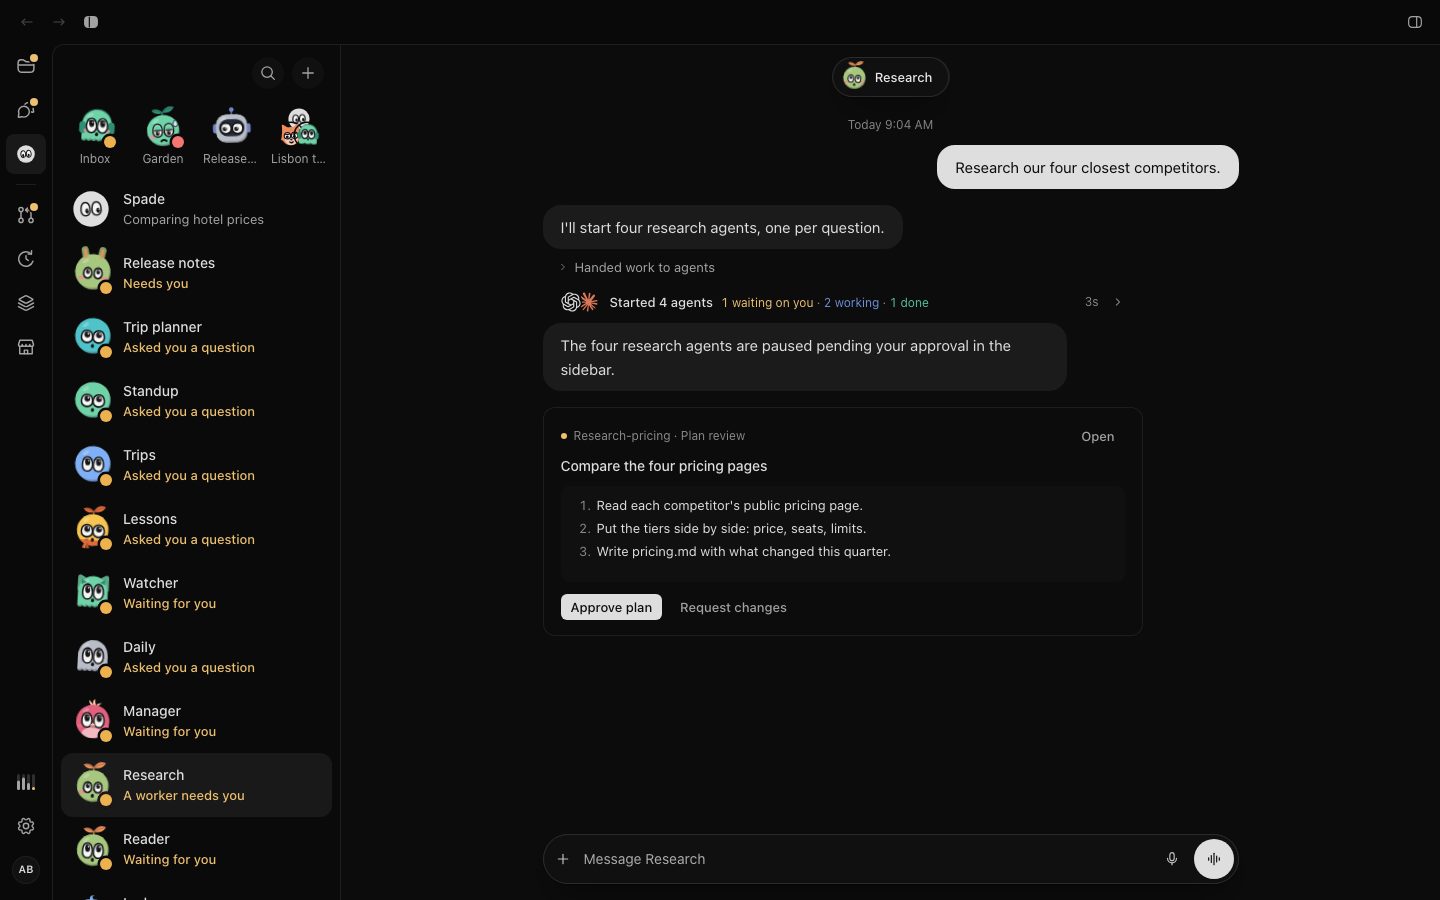 Inbox
Garden
Release...
Lisbon t...
Spade
Comparing hotel prices
Release notes
Needs you
Trip planner
Asked you a question
Standup
Asked you a question
Trips
Asked you a question
Lessons
Asked you a question
Watcher
Waiting for you
Daily
Asked you a question
Manager
Waiting for you
Research
A worker needs you
Reader
Waiting for you
AB
Research
Today 9:04 AM
Research our four closest competitors.
I'll start four research agents, one per question.
Handed work to agents
Started 4 agents 1 waiting on you · 2 working · 1 done 3s
The four research agents are paused pending your approval in the
sidebar.
Research-pricing · Plan review Open
Compare the four pricing pages
1. Read each competitor's public pricing page.
2. Put the tiers side by side: price, seats, limits.
3. Write pricing.md with what changed this quarter.
Approve plan Request changes
Message Research